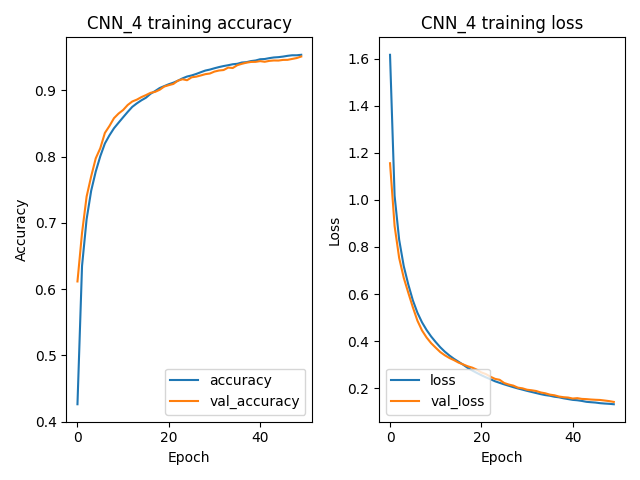 CNN_4 training accuracy
Accuracy
0.9
0.8
0.7
0.6
0.5
0.4
0
20
40
Epoch
accuracy
val_accuracy
CNN_4 training loss
Loss
1.6
1.4
1.2
1.0
0.8
0.6
0.4
0.2
0
20
40
Epoch
loss
val_loss